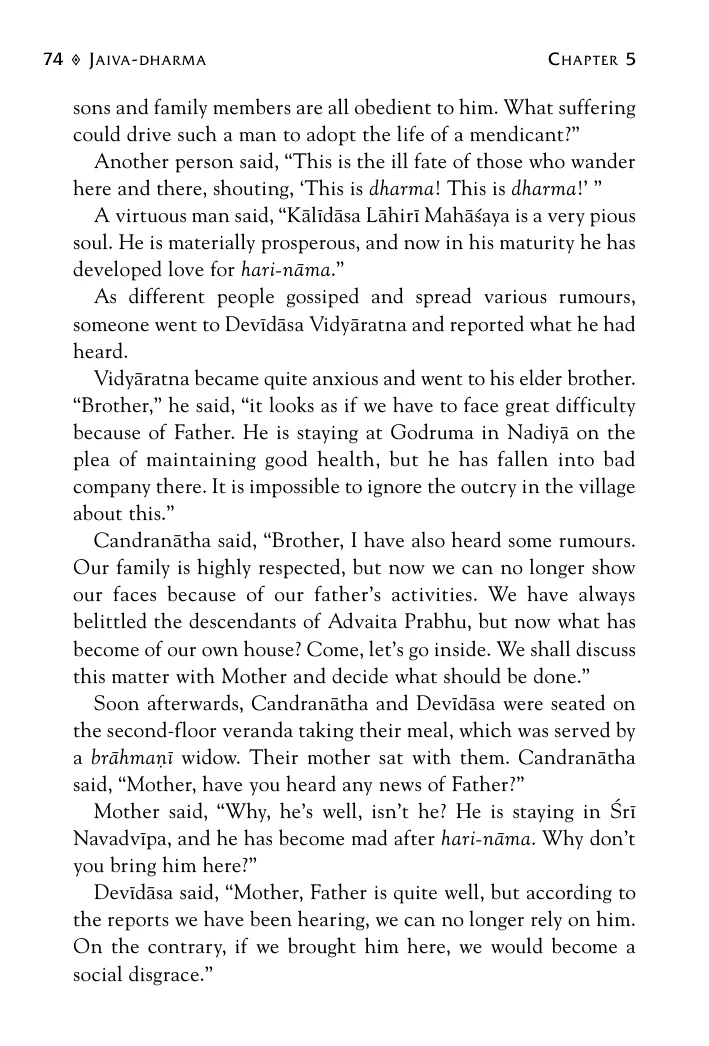 74 ◈ Jaiva-dharma Chapter 5
sons and family members are all obedient to him. What suffering
could drive such a man to adopt the life of a mendicant?”
Another person said, “This is the ill fate of those who wander
here and there, shouting, ‘This is dharma! This is dharma!’ ”
A virtuous man said, “Kālīdāsa Lāhirī Mahāśaya is a very pious
soul. He is materially prosperous, and now in his maturity he has
developed love for hari-nāma.”
As different people gossiped and spread various rumours,
someone went to Devīdāsa Vidyāratna and reported what he had
heard.
Vidyāratna became quite anxious and went to his elder brother.
“Brother,” he said, “it looks as if we have to face great difficulty
because of Father. He is staying at Godruma in Nadiyā on the
plea of maintaining good health, but he has fallen into bad
company there. It is impossible to ignore the outcry in the village
about this.”
Candranātha said, “Brother, I have also heard some rumours.
Our family is highly respected, but now we can no longer show
our faces because of our father’s activities. We have always
belittled the descendants of Advaita Prabhu, but now what has
become of our own house? Come, let’s go inside. We shall discuss
this matter with Mother and decide what should be done.”
Soon afterwards, Candranātha and Devīdāsa were seated on
the second-floor veranda taking their meal, which was served by
a brāhmaṇī widow. Their mother sat with them. Candranātha
said, “Mother, have you heard any news of Father?”
Mother said, “Why, he’s well, isn’t he? He is staying in Śrī
Navadvīpa, and he has become mad after hari-nāma. Why don’t
you bring him here?”
Devīdāsa said, “Mother, Father is quite well, but according to
the reports we have been hearing, we can no longer rely on him.
On the contrary, if we brought him here, we would become a
social disgrace.”